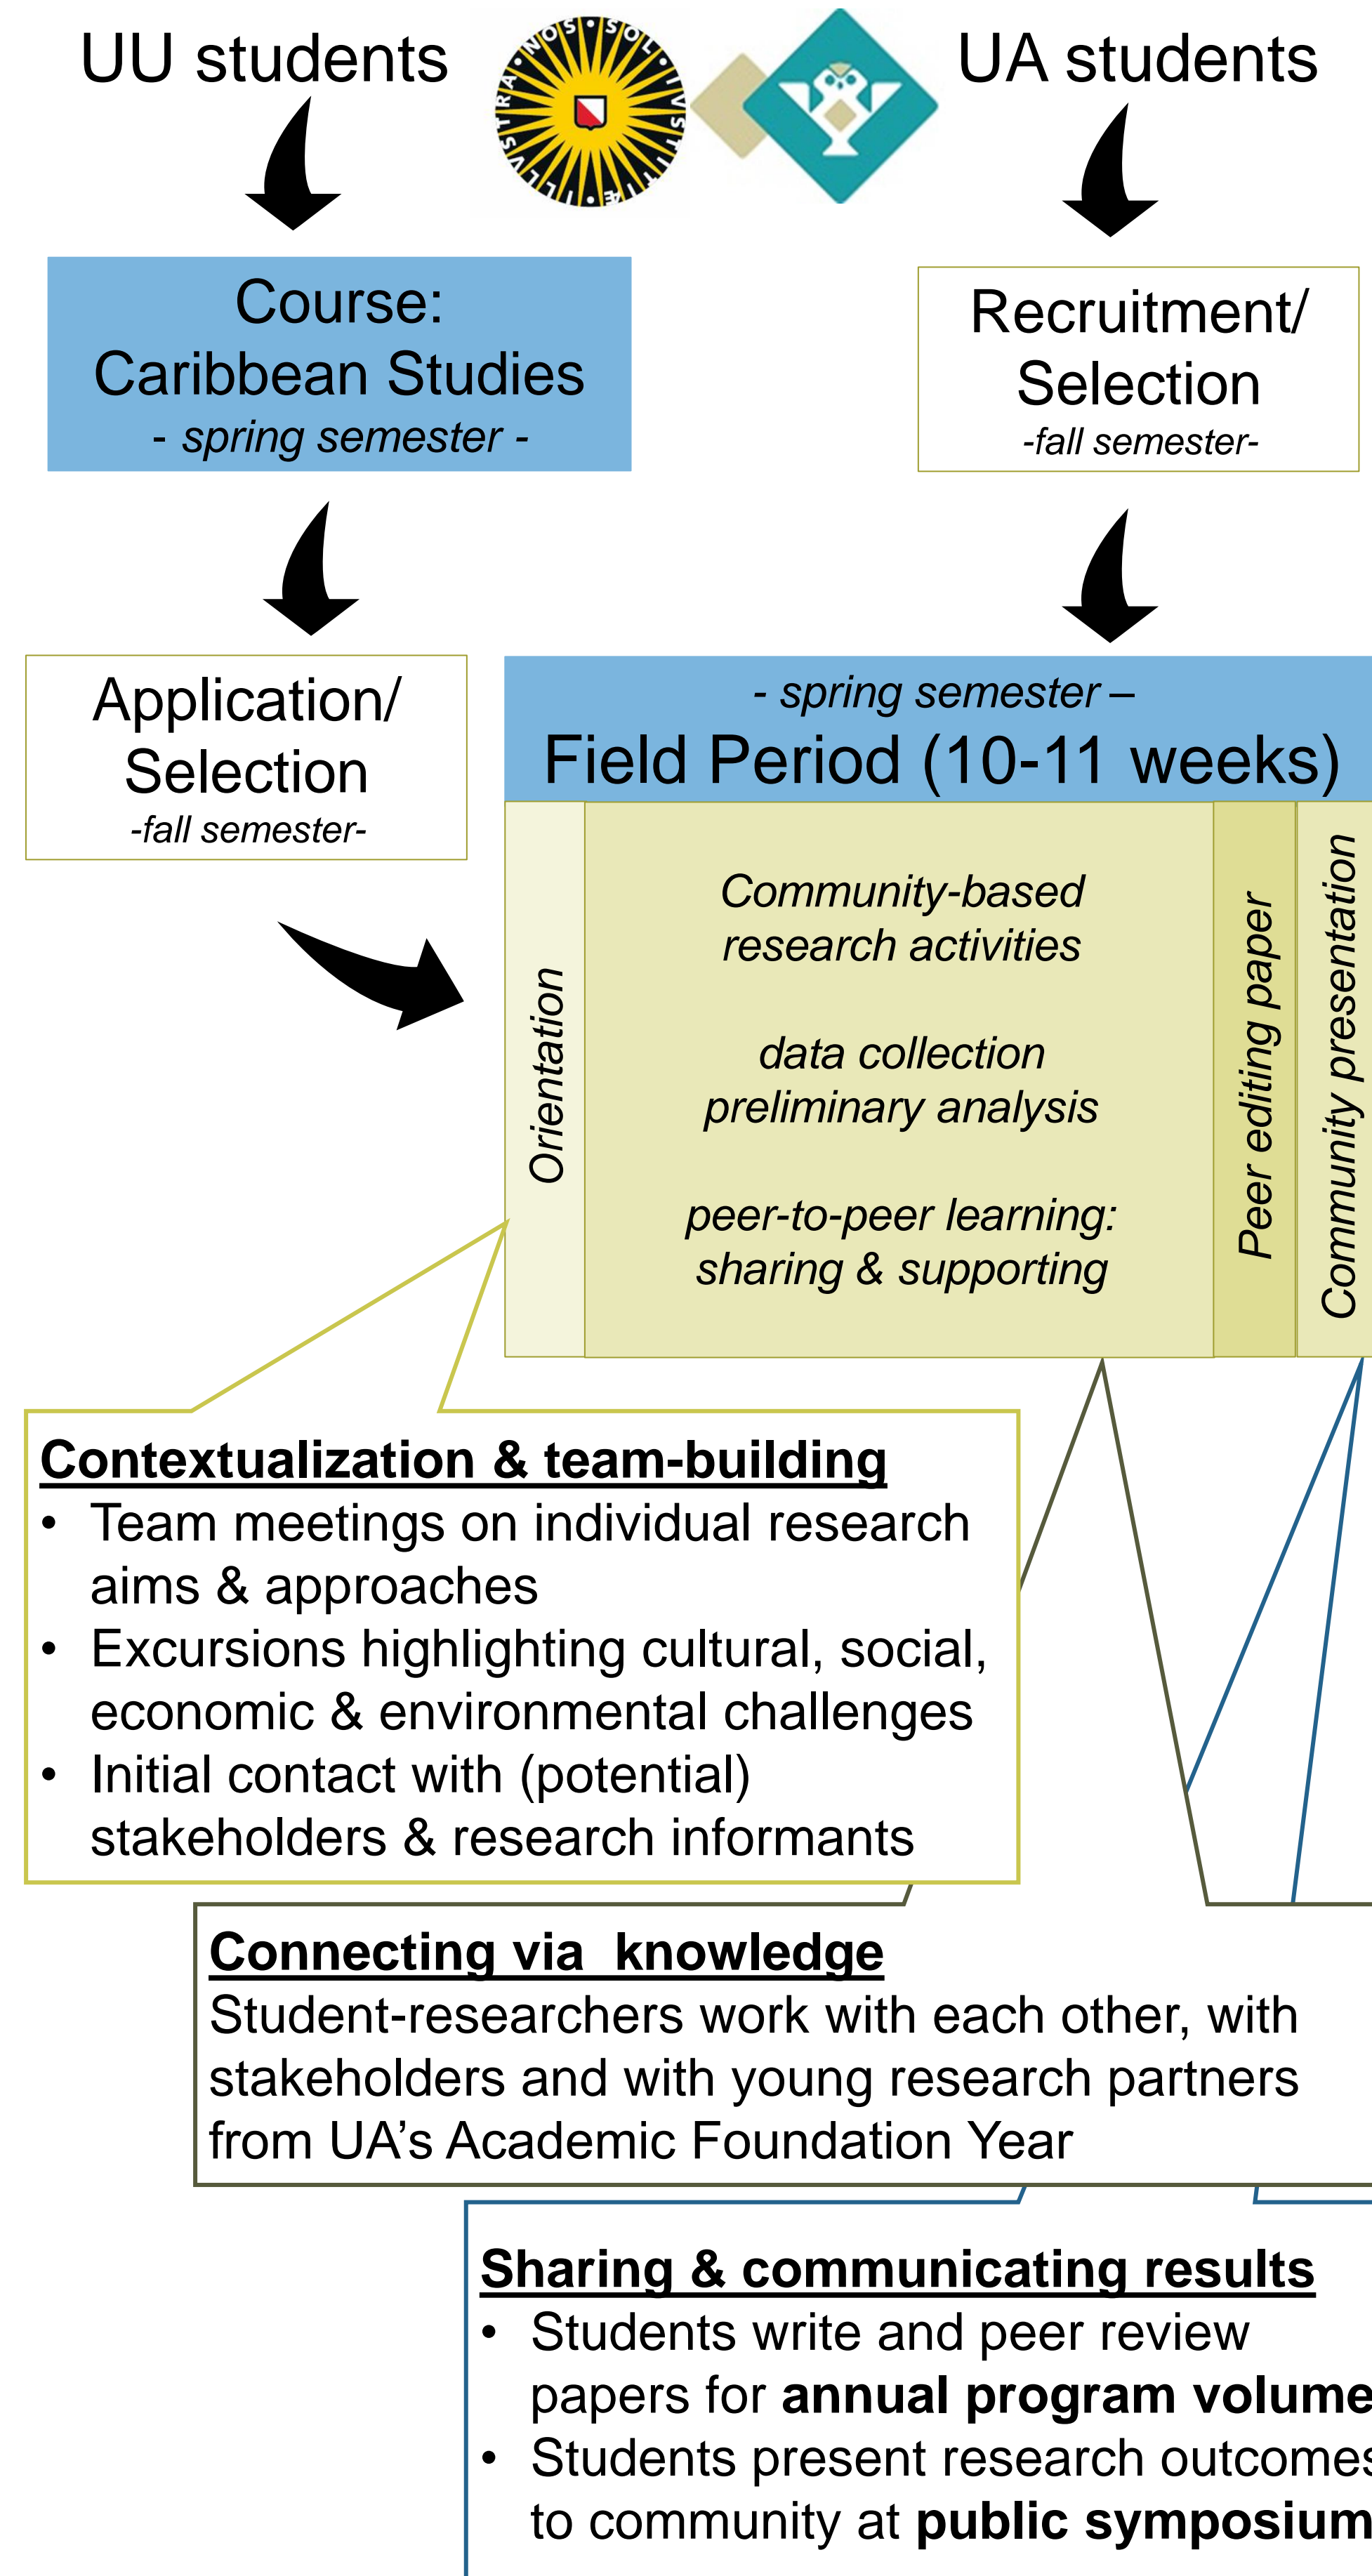 UU students
SOL · IVSTITIÆ · ILLVSTRA · NOS ·
UA students
Course:
Caribbean Studies
- spring semester -
Recruitment/
Selection
-fall semester-
Application/
Selection
-fall semester-
- spring semester –
Field Period (10-11 weeks)
Orientation
Community-based
research activities
data collection
preliminary analysis
peer-to-peer learning:
sharing & supporting
Peer editing paper
Community presentation
Contextualization & team-building
• Team meetings on individual research
aims & approaches
• Excursions highlighting cultural, social,
economic & environmental challenges
• Initial contact with (potential)
stakeholders & research informants
Connecting via  knowledge
Student-researchers work with each other, with
stakeholders and with young research partners
from UA’s Academic Foundation Year
Sharing & communicating results
• Students write and peer review
papers for annual program volume
• Students present research outcomes
to community at public symposium